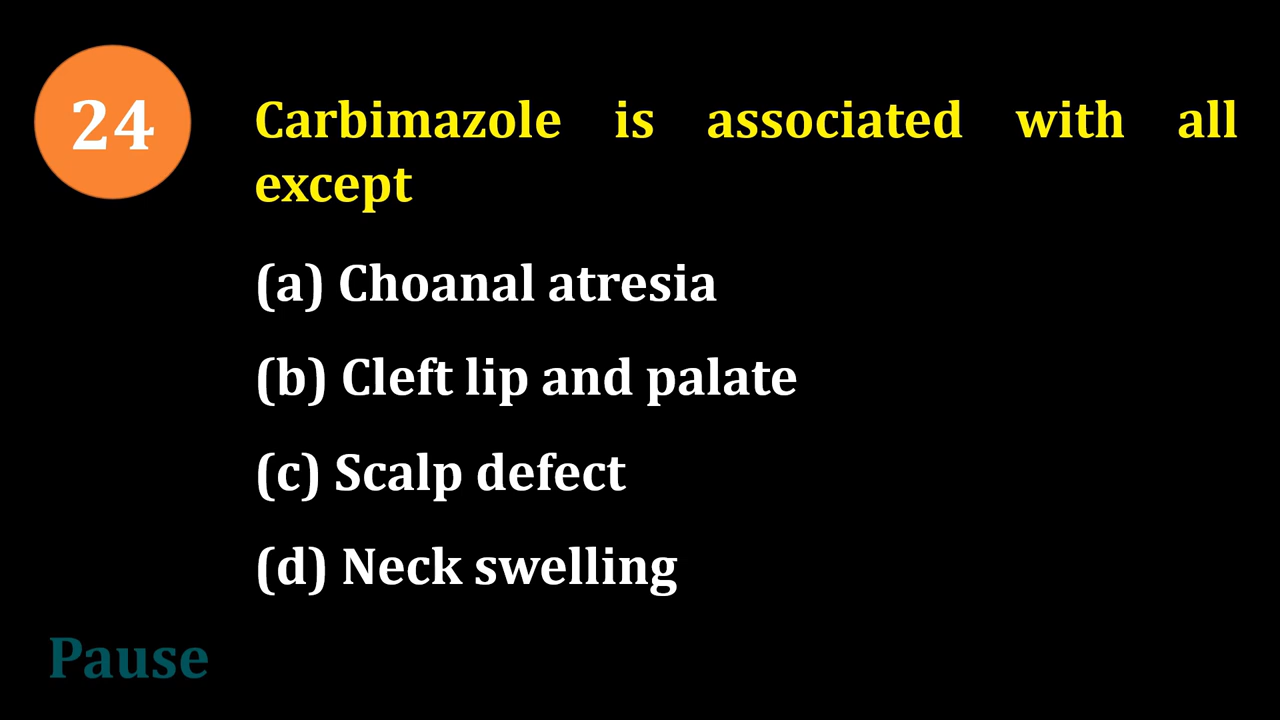 24
Carbimazole is associated with all
except
(a) Choanal atresia
(b) Cleft lip and palate
(c) Scalp defect
(d) Neck swelling
Pause